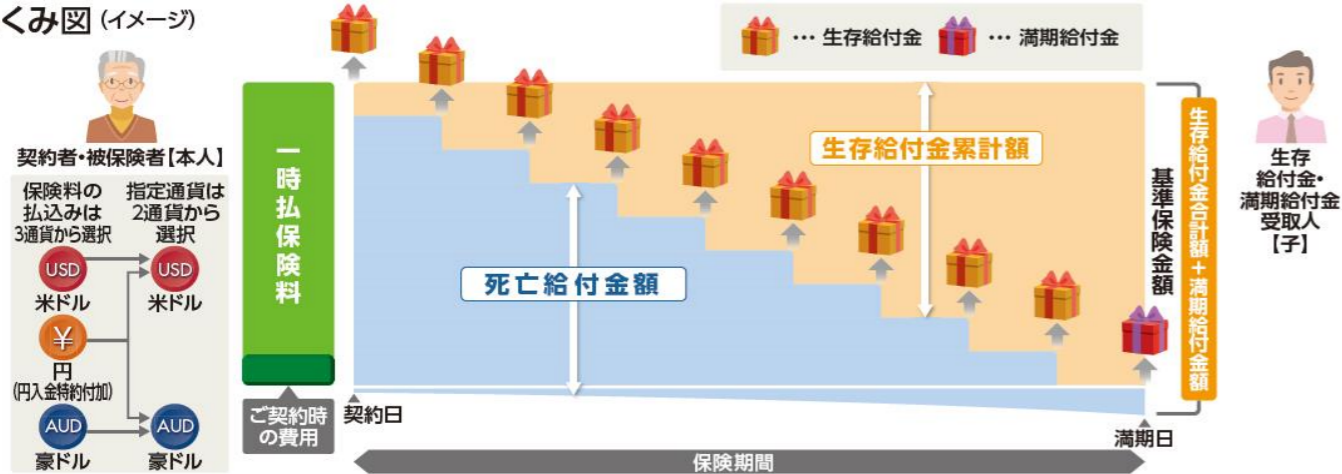 くみ図 (イメージ)
… 生存給付金
… 満期給付金
契約者・被保険者【本人】
保険料の
払込みは
3通貨から選択
指定通貨は
2通貨から
選択
USD
米ドル
USD
米ドル
¥
円
(円入金特約付加)
AUD
豪ドル
AUD
豪ドル
一時払保険料
ご契約時
の費用
契約日
死亡給付金額
生存給付金累計額
基準保険金額
生存給付金合計額+満期給付金額
満期日
保険期間
生存
給付金・
満期給付金
受取人
【子】